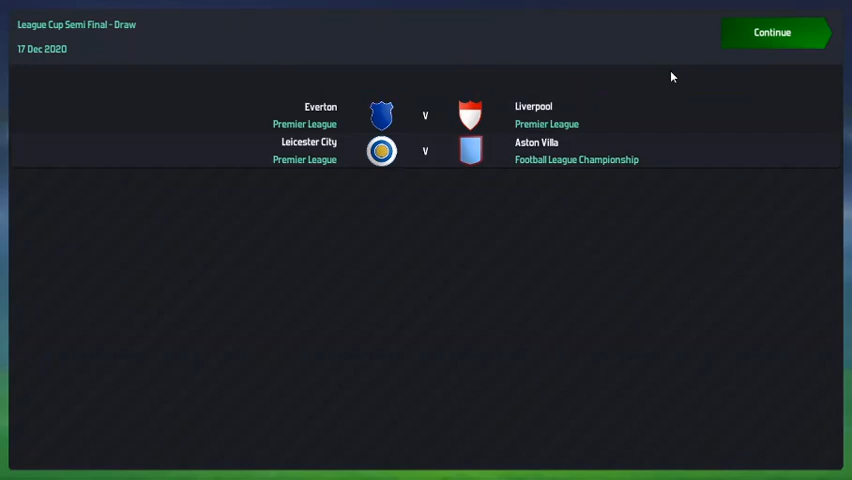 League Cup Semi Final - Draw
Continue
17 Dec 2020
Everton V Liverpool
Premier League Premier League
Leicester City V Aston Villa
Premier League Football League Championship